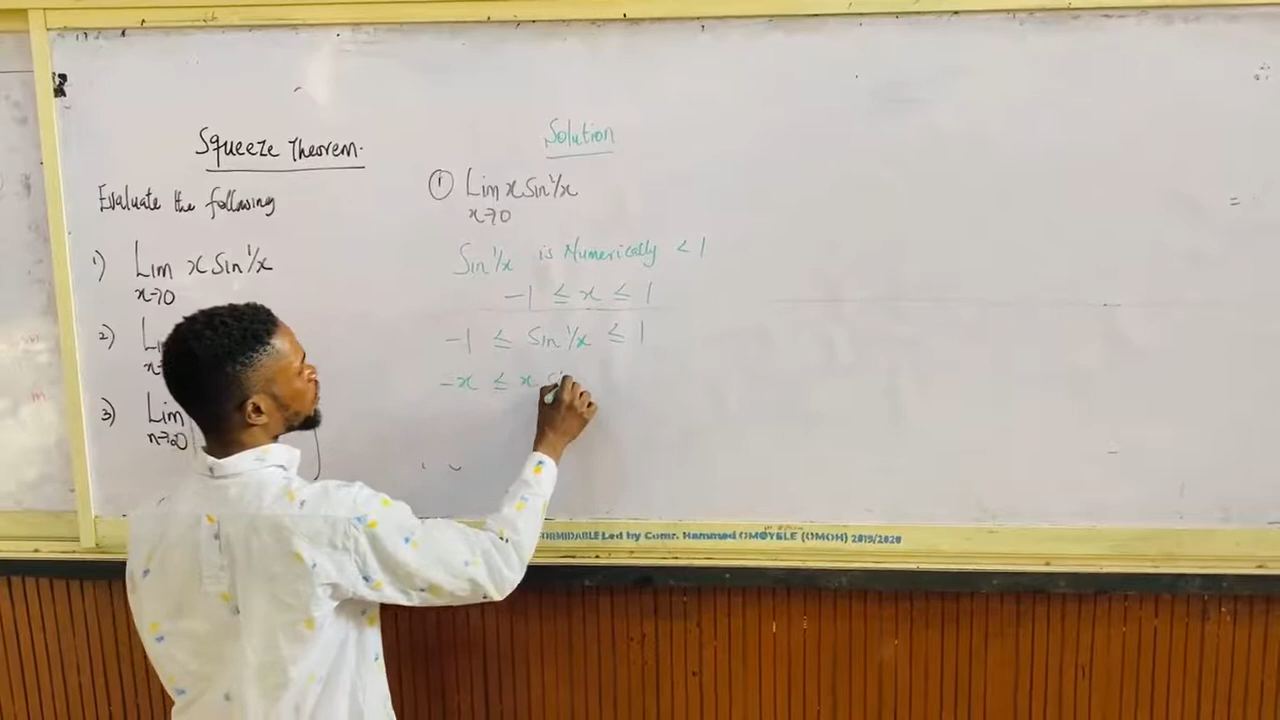 Squeeze Theorem.
Evaluate the following
1) Lim x Sin 1/x
x→0
2)
3) Lim
Solution
① Lim x Sin 1/x
x→0
Sin 1/x is Numerically < 1
-1 ≤ x ≤ 1
-1 ≤ Sin 1/x ≤ 1
-x ≤ x
=
Led by Comr. Hammed OMOYELE (OMOH) 2019/2020